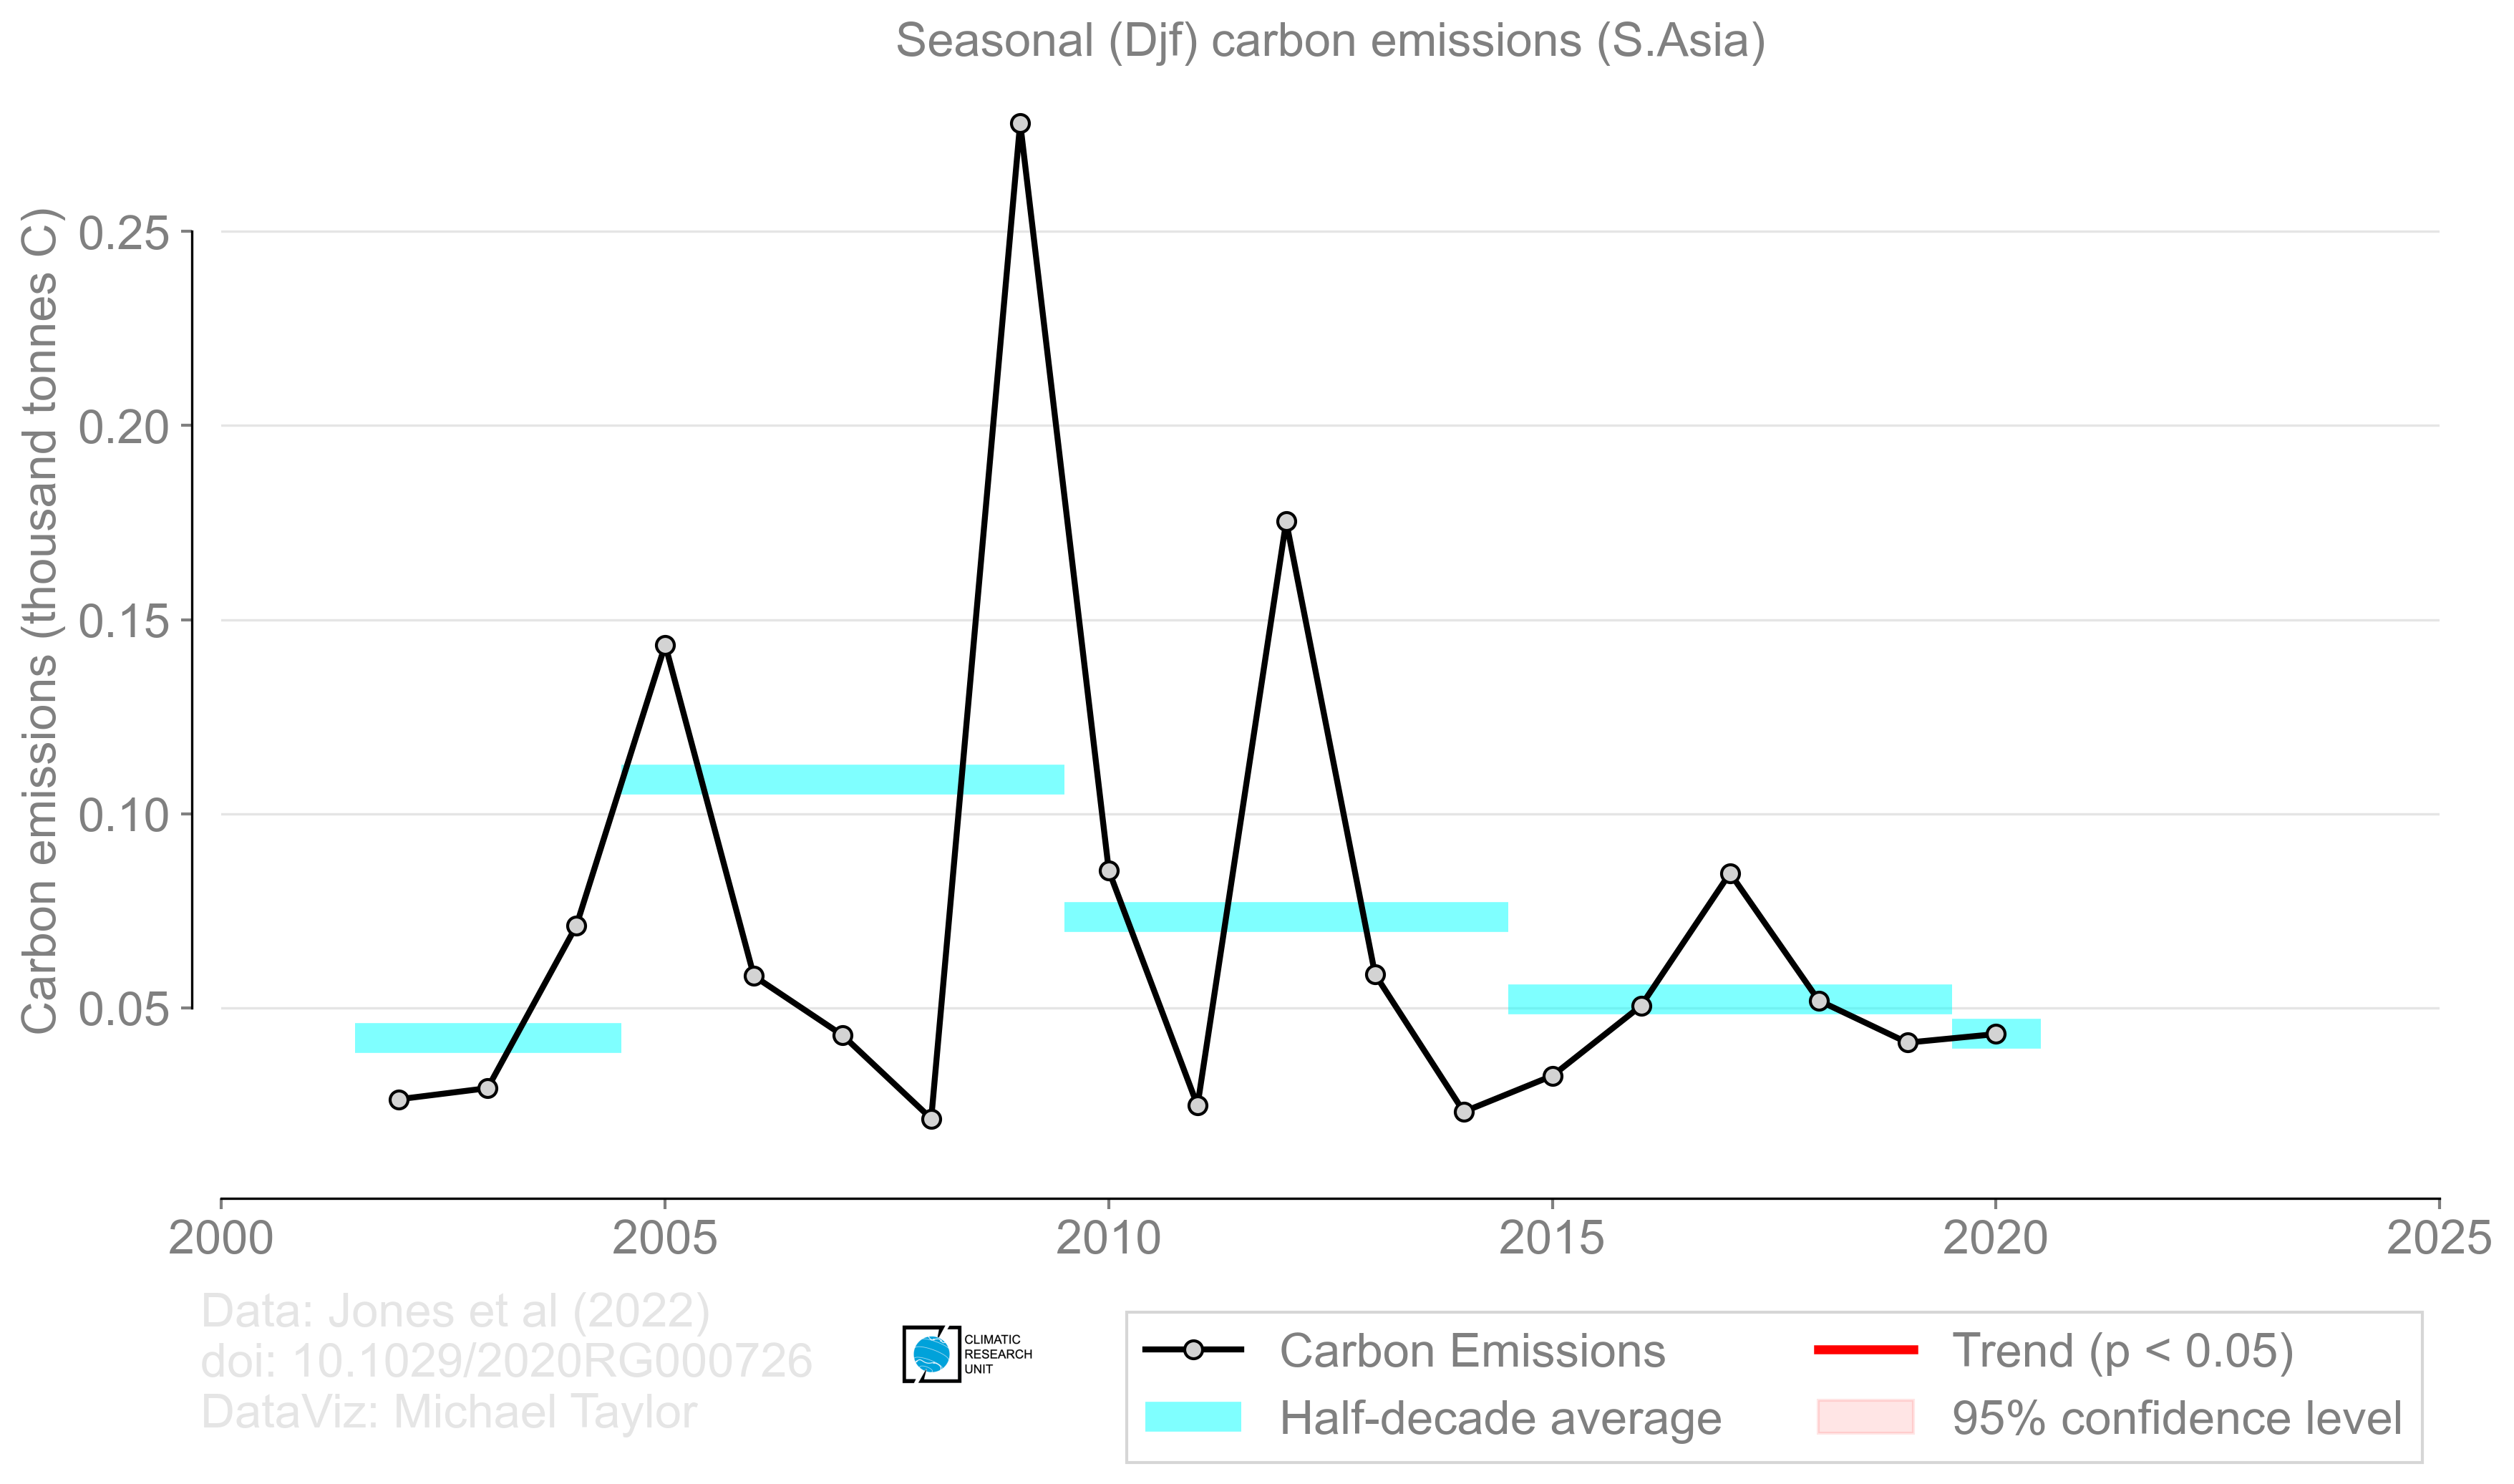 Seasonal (Djf) carbon emissions (S.Asia)
Carbon emissions (thousand tonnes C)
0.25
0.20
0.15
0.10
0.05
2000 2005 2010 2015 2020 2025
Data: Jones et al (2022)
doi: 10.1029/2020RG000726
DataViz: Michael Taylor
CLIMATIC
RESEARCH
UNIT
Carbon Emissions
Half-decade average
Trend (p < 0.05)
95% confidence level